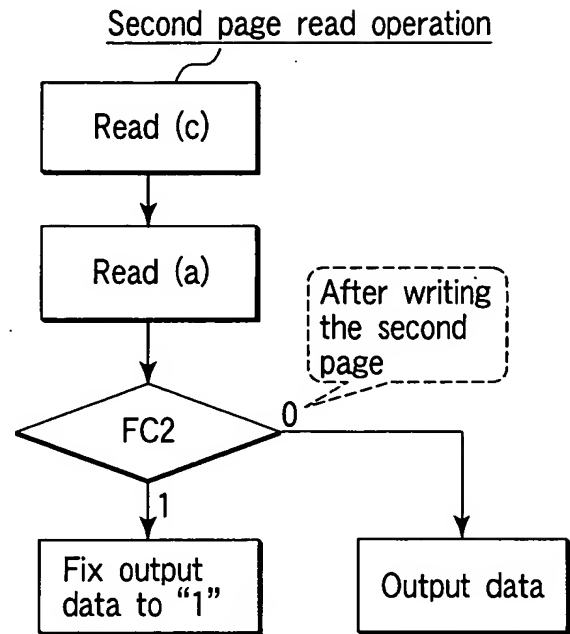 Second page read operation
Read (c)
Read (a)
After writing
the second
page
FC2
0
1
Fix output
data to “1”
Output data